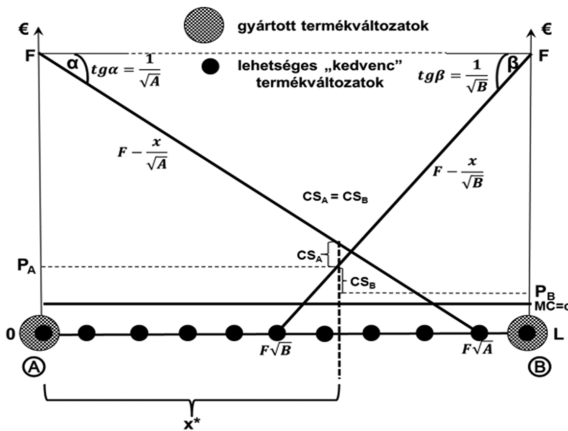 €
gyártott termékváltozatok
€
F
α
tgα = 1/√A
lehetséges „kedvenc”
termékváltozatok
tgβ = 1/√B
β
F
F − x/√A
F − x/√B
CS_A = CS_B
CS_A
P_A
CS_B
P_B
MC=c
0
L
F√B
F√A
A
B
x*